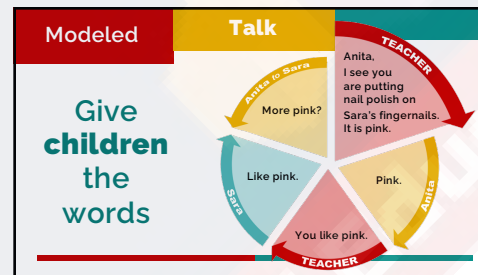 Modeled
Talk
Give
children
the
words
TEACHER
Anita,
I see you
are putting
nail polish on
Sara's fingernails.
It is pink.
Anita
Pink.
TEACHER
You like pink.
Sara
Like pink.
Anita to Sara
More pink?